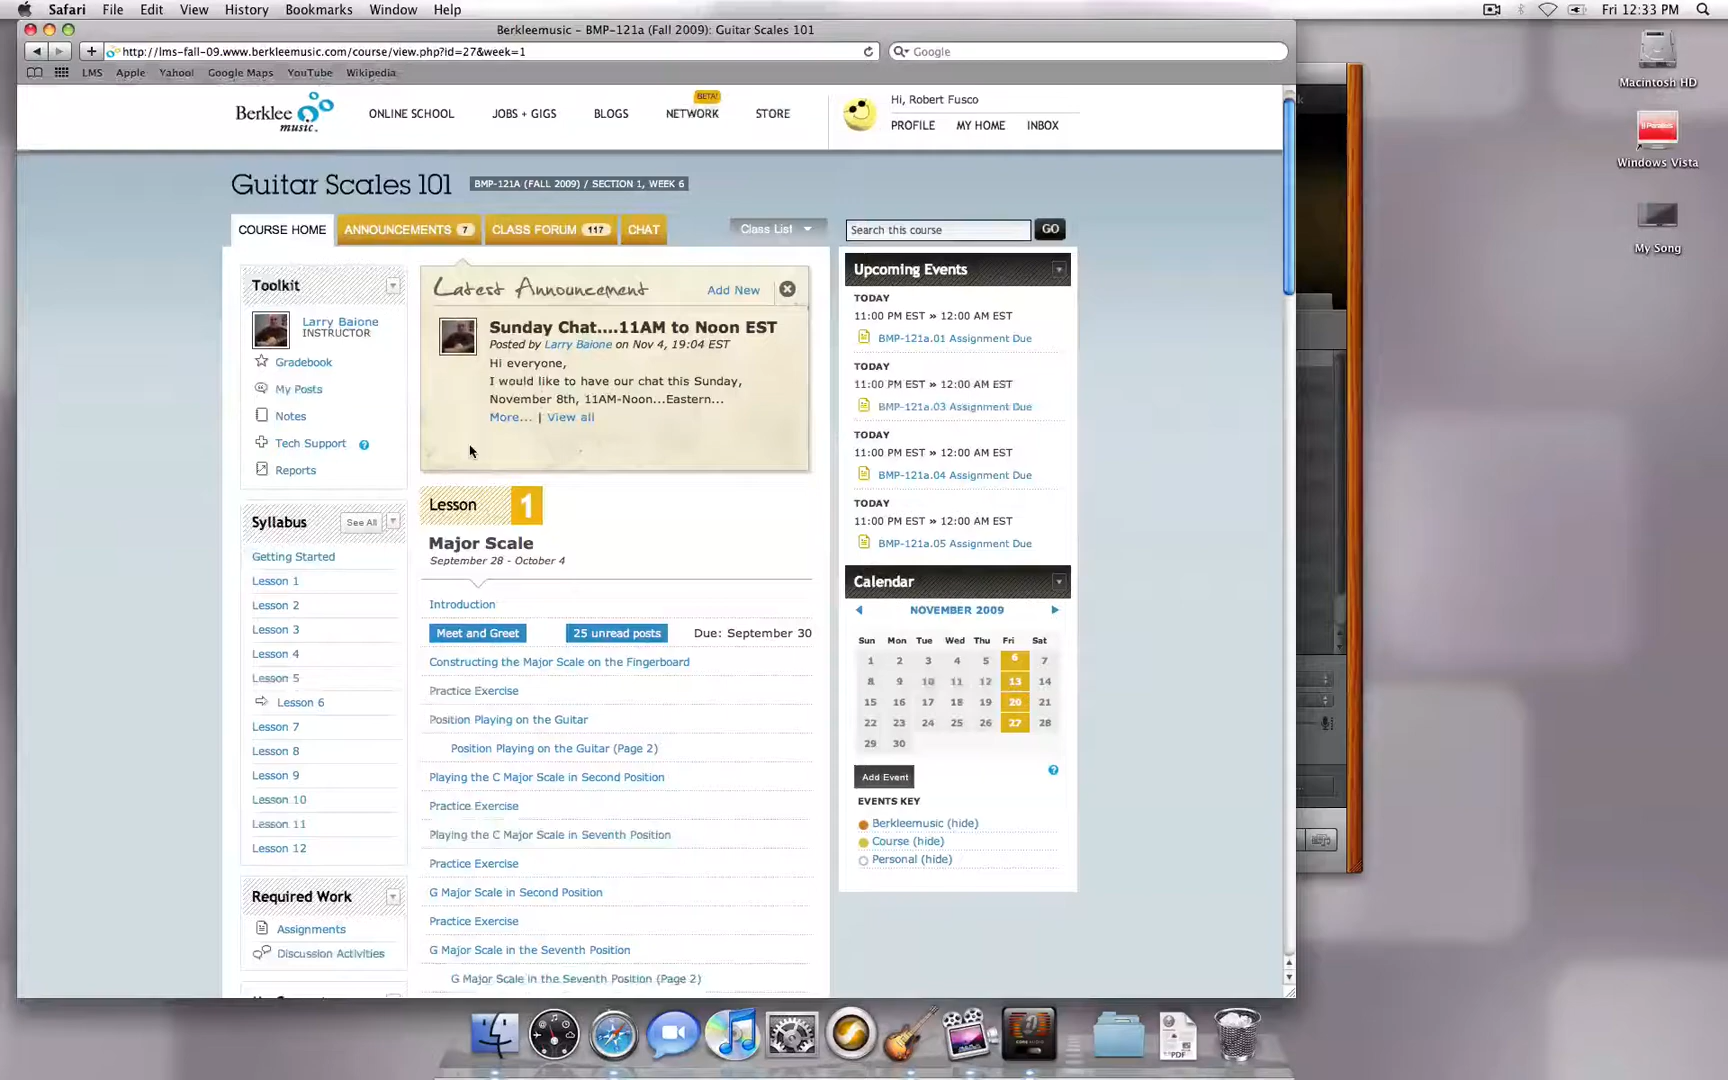 Safari File Edit View History Bookmarks Window Help
Fri 12:33 PM
Berkleemusic - BMP-121a (Fall 2009): Guitar Scales 101
http://lms-fall-09.www.berkleemusic.com/course/view.php?id=27&week=1
Google
LMS Apple Yahoo! Google Maps YouTube Wikipedia
Macintosh HD
Parallels
Windows Vista
My Song
Berklee music.
ONLINE SCHOOL JOBS + GIGS BLOGS NETWORK STORE
BETA!
Hi, Robert Fusco
PROFILE MY HOME INBOX
Guitar Scales 101 BMP-121A (FALL 2009) / SECTION 1, WEEK 6
COURSE HOME ANNOUNCEMENTS 7 CLASS FORUM 117 CHAT
Class List
Search this course GO
Toolkit
Larry Baione
INSTRUCTOR
Gradebook
My Posts
Notes
Tech Support ?
Reports
Syllabus See All
Getting Started
Lesson 1
Lesson 2
Lesson 3
Lesson 4
Lesson 5
Lesson 6
Lesson 7
Lesson 8
Lesson 9
Lesson 10
Lesson 11
Lesson 12
Required Work
Assignments
Discussion Activities
Latest Announcement Add New
Sunday Chat....11AM to Noon EST
Posted by Larry Baione on Nov 4, 19:04 EST
Hi everyone,
I would like to have our chat this Sunday,
November 8th, 11AM-Noon...Eastern...
More... | View all
Lesson 1
Major Scale
September 28 - October 4
Introduction
Meet and Greet 25 unread posts Due: September 30
Constructing the Major Scale on the Fingerboard
Practice Exercise
Position Playing on the Guitar
Position Playing on the Guitar (Page 2)
Playing the C Major Scale in Second Position
Practice Exercise
Playing the C Major Scale in Seventh Position
Practice Exercise
G Major Scale in Second Position
Practice Exercise
G Major Scale in the Seventh Position
G Major Scale in the Seventh Position (Page 2)
Upcoming Events
TODAY
11:00 PM EST » 12:00 AM EST
BMP-121a.01 Assignment Due
TODAY
11:00 PM EST » 12:00 AM EST
BMP-121a.03 Assignment Due
TODAY
11:00 PM EST » 12:00 AM EST
BMP-121a.04 Assignment Due
TODAY
11:00 PM EST » 12:00 AM EST
BMP-121a.05 Assignment Due
Calendar
NOVEMBER 2009
Sun Mon Tue Wed Thu Fri Sat
1 2 3 4 5 6 7
8 9 10 11 12 13 14
15 16 17 18 19 20 21
22 23 24 25 26 27 28
29 30
Add Event ?
EVENTS KEY
Berkleemusic (hide)
Course (hide)
Personal (hide)
PDF